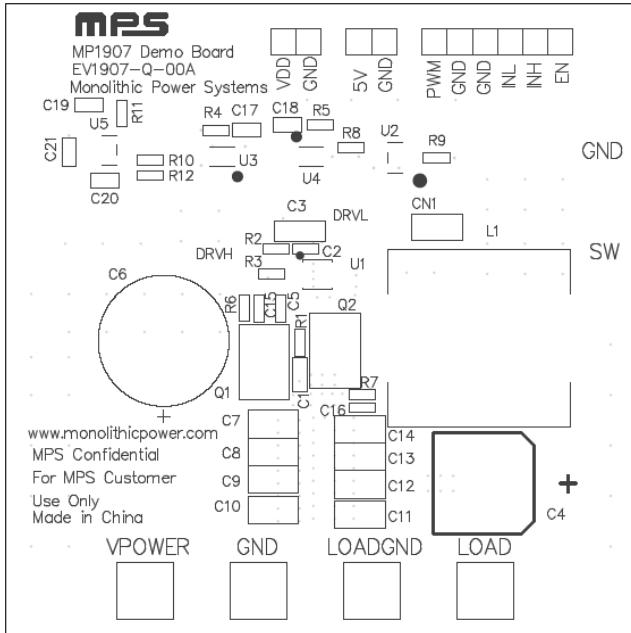 mps
MP1907 Demo Board
EV1907-Q-00A
Monolithic Power Systems
VDD
GND
5V
GND
PWM
GND
GND
INL
INH
EN
C19
R11
R4
C17
C18
R5
U5
R8
U2
R9
GND
C21
R10
U3
U4
R12
C20
C3
DRVL
CN1
L1
SW
DRVH
R2
C2
R3
U1
C6
R6
C15
C5
Q2
R1
Q1
C1
R7
C16
+
C7
C14
www.monolithicpower.com
MPS Confidential
C8
C13
For MPS Customer
C9
C12
+
Use Only
C10
C11
C4
Made in China
VPOWER
GND
LOADGND
LOAD